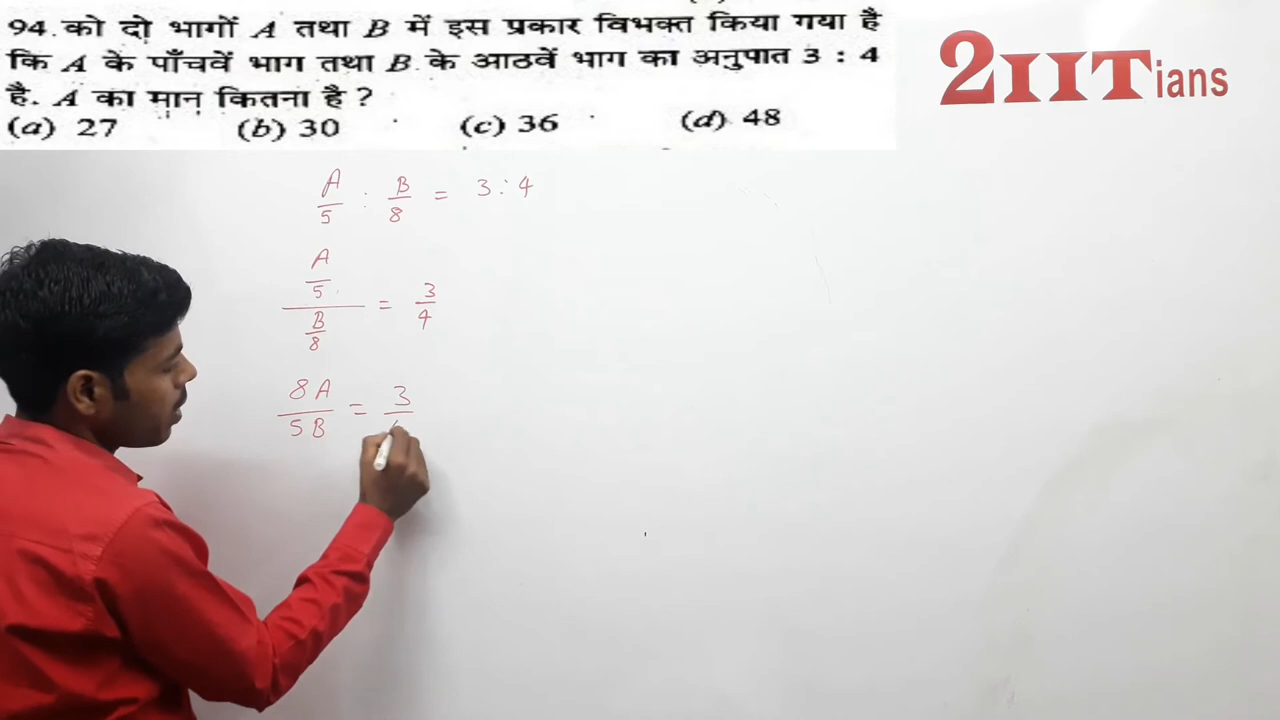 94. को दो भागों A तथा B में इस प्रकार विभक्त किया गया है
कि A के पाँचवें भाग तथा B के आठवें भाग का अनुपात 3 : 4
है. A का मान कितना है ?
(a) 27 (b) 30 (c) 36 (d) 48
2IITians
A/5 : B/8 = 3:4
A/5 / B/8 = 3/4
8A/5B = 3/